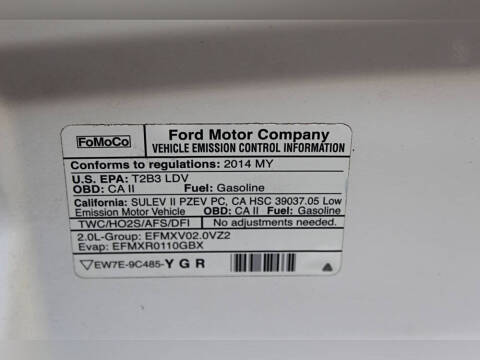 FoMoCo
Ford Motor Company
VEHICLE EMISSION CONTROL INFORMATION
Conforms to regulations: 2014 MY
U.S. EPA: T2B3 LDV
OBD: CA II Fuel: Gasoline
California: SULEV II PZEV PC, CA HSC 39037.05 Low
Emission Motor Vehicle OBD: CA II Fuel: Gasoline
TWC/HO2S/AFS/DFI No adjustments needed.
2.0L-Group: EFMXV02.0VZ2
Evap: EFMXR0110GBX
EW7E-9C485-Y G R